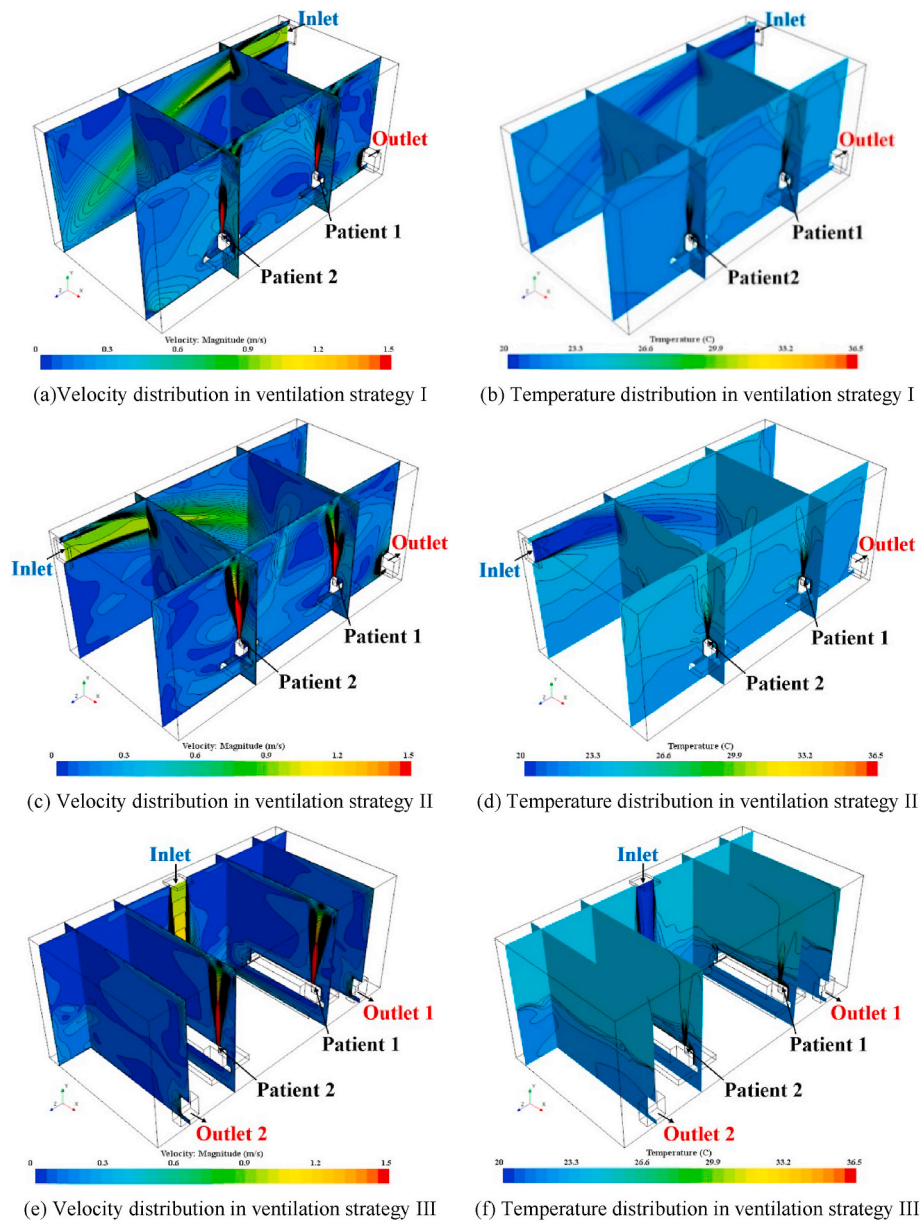 Inlet
Outlet
Patient 1
Patient 2
Y
Z X
Velocity: Magnitude (m/s)
0 0.3 0.6 0.9 1.2 1.5
(a)Velocity distribution in ventilation strategy I
Inlet
Outlet
Patient1
Patient2
Y
Z X
Temperature (C)
20 23.3 26.6 29.9 33.2 36.5
(b) Temperature distribution in ventilation strategy I
Inlet
Outlet
Patient 1
Patient 2
Y
Z X
Velocity: Magnitude (m/s)
0 0.3 0.6 0.9 1.2 1.5
(c) Velocity distribution in ventilation strategy II
Inlet
Outlet
Patient 1
Patient 2
Y
Z X
Temperature (C)
20 23.3 26.6 29.9 33.2 36.5
(d) Temperature distribution in ventilation strategy II
Inlet
Outlet 1
Patient 1
Patient 2
Outlet 2
Y
Z X
Velocity: Magnitude (m/s)
0 0.3 0.6 0.9 1.2 1.5
(e) Velocity distribution in ventilation strategy III
Inlet
Outlet 1
Patient 1
Patient 2
Outlet 2
Y
Z X
Temperature (C)
20 23.3 26.6 29.9 33.2 36.5
(f) Temperature distribution in ventilation strategy III